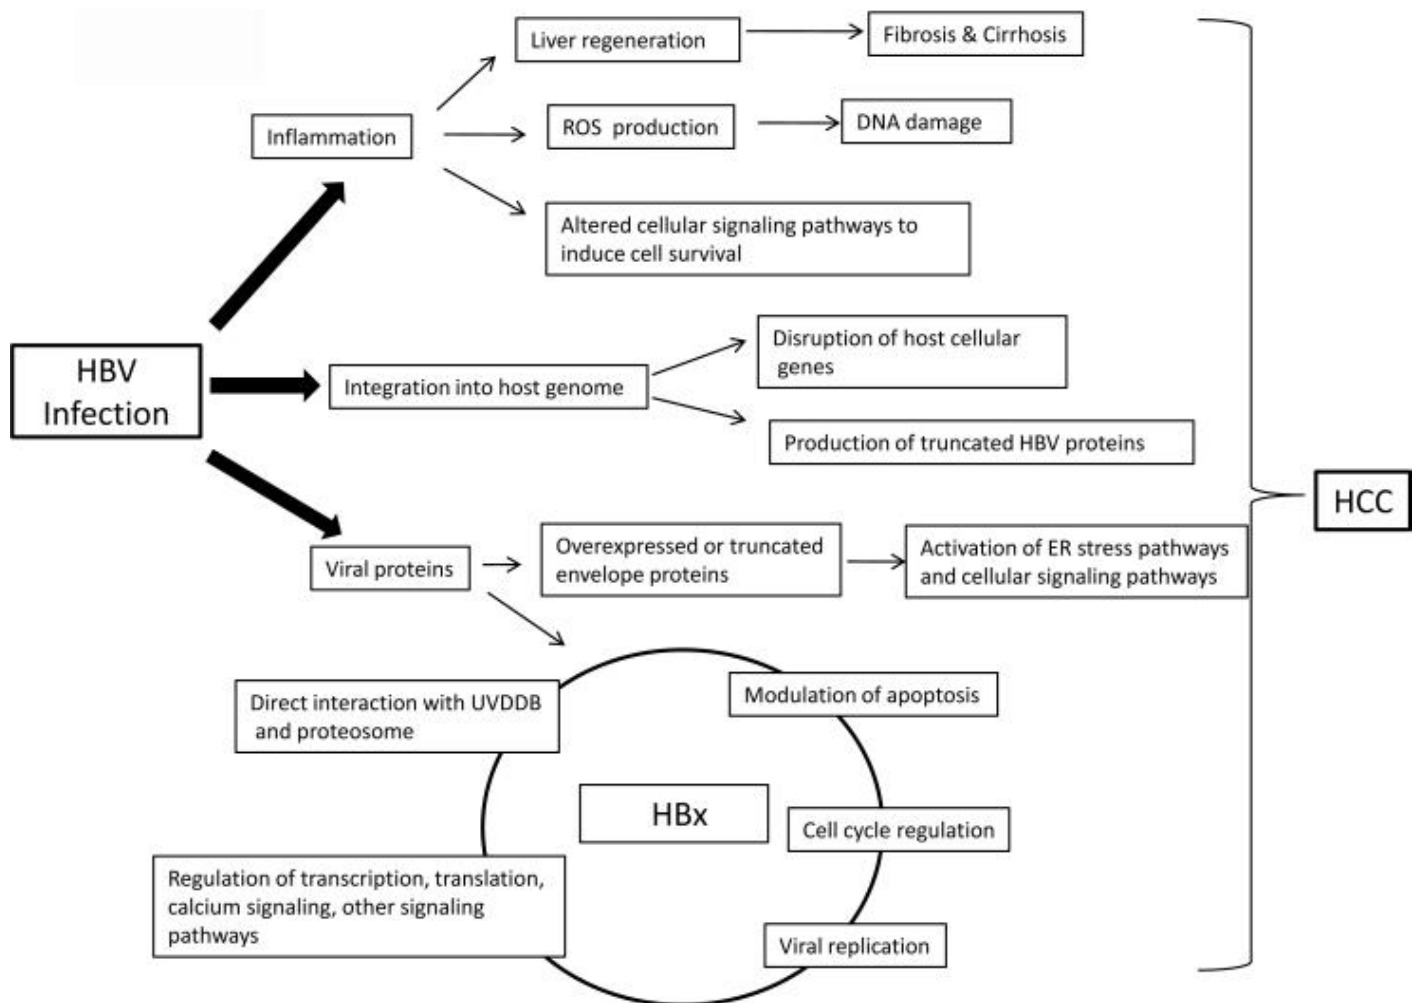 Liver regeneration
Fibrosis & Cirrhosis
Inflammation
ROS production
DNA damage
Altered cellular signaling pathways to
induce cell survival
HBV
Infection
Integration into host genome
Disruption of host cellular
genes
Production of truncated HBV proteins
HCC
Viral proteins
Overexpressed or truncated
envelope proteins
Activation of ER stress pathways
and cellular signaling pathways
Direct interaction with UVDDB
and proteosome
Modulation of apoptosis
HBx
Cell cycle regulation
Regulation of transcription, translation,
calcium signaling, other signaling
pathways
Viral replication